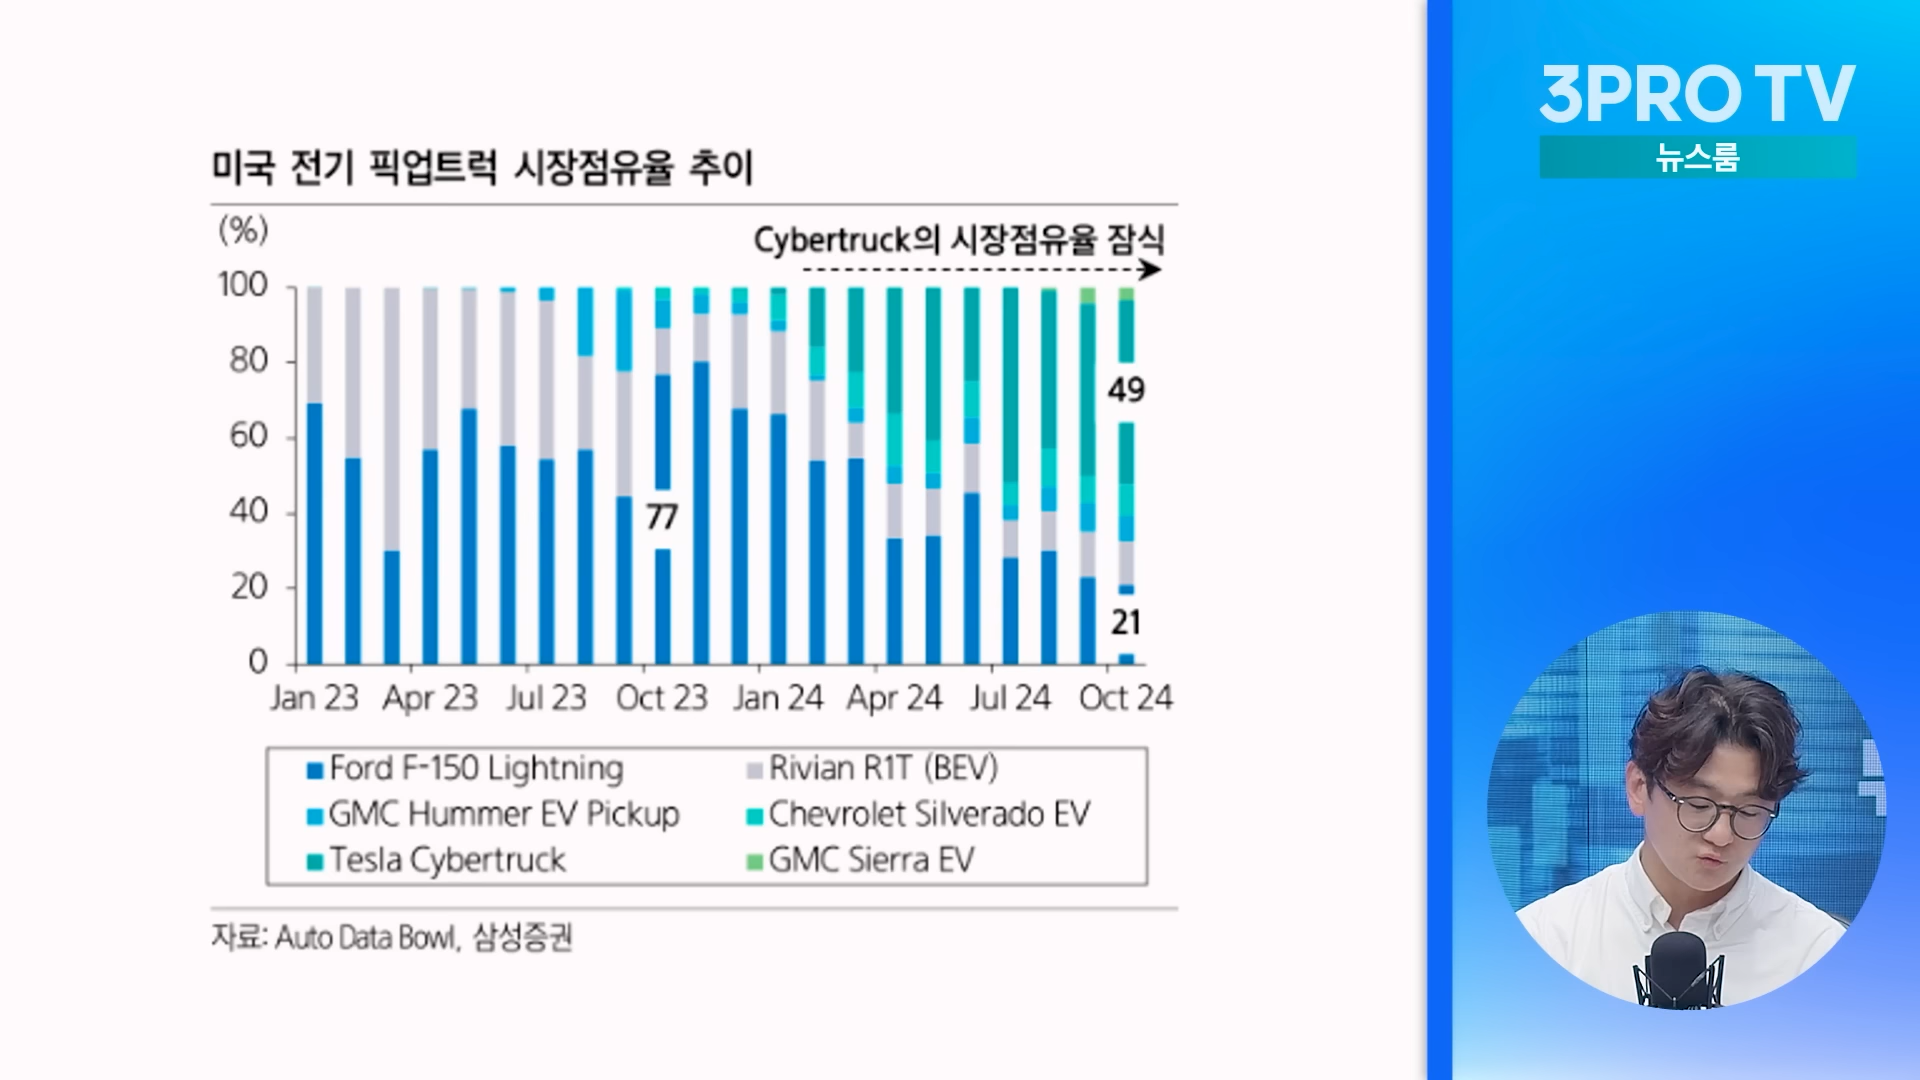 3PRO TV
뉴스룸
미국 전기 픽업트럭 시장점유율 추이
(%)
Cybertruck의 시장점유율 잠식
100
80
60
40
20
0
49
77
21
Jan 23 Apr 23 Jul 23 Oct 23 Jan 24 Apr 24 Jul 24 Oct 24
Ford F-150 Lightning Rivian R1T (BEV)
GMC Hummer EV Pickup Chevrolet Silverado EV
Tesla Cybertruck GMC Sierra EV
자료: Auto Data Bowl, 삼성증권